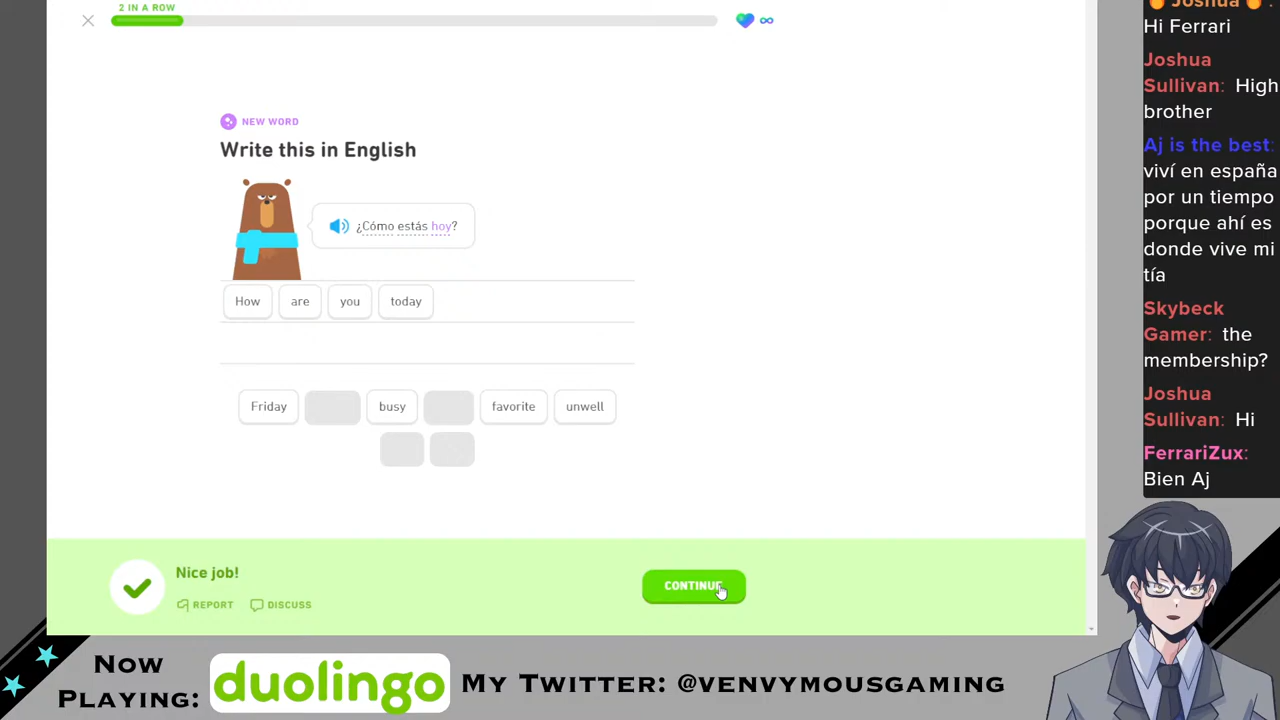 2 IN A ROW
NEW WORD
Write this in English
¿Cómo estás hoy?
How are you today
Friday busy favorite unwell
Nice job!
REPORT DISCUSS
CONTINUE
Joshua :
Hi Ferrari
Joshua
Sullivan: High
brother
Aj is the best:
viví en españa
por un tiempo
porque ahí es
donde vive mi
tía
Skybeck
Gamer: the
membership?
Joshua
Sullivan: Hi
FerrariZux:
Bien Aj
NOW
PLAYING:
duolingo
MY TWITTER: @VENVYMOUSGAMING